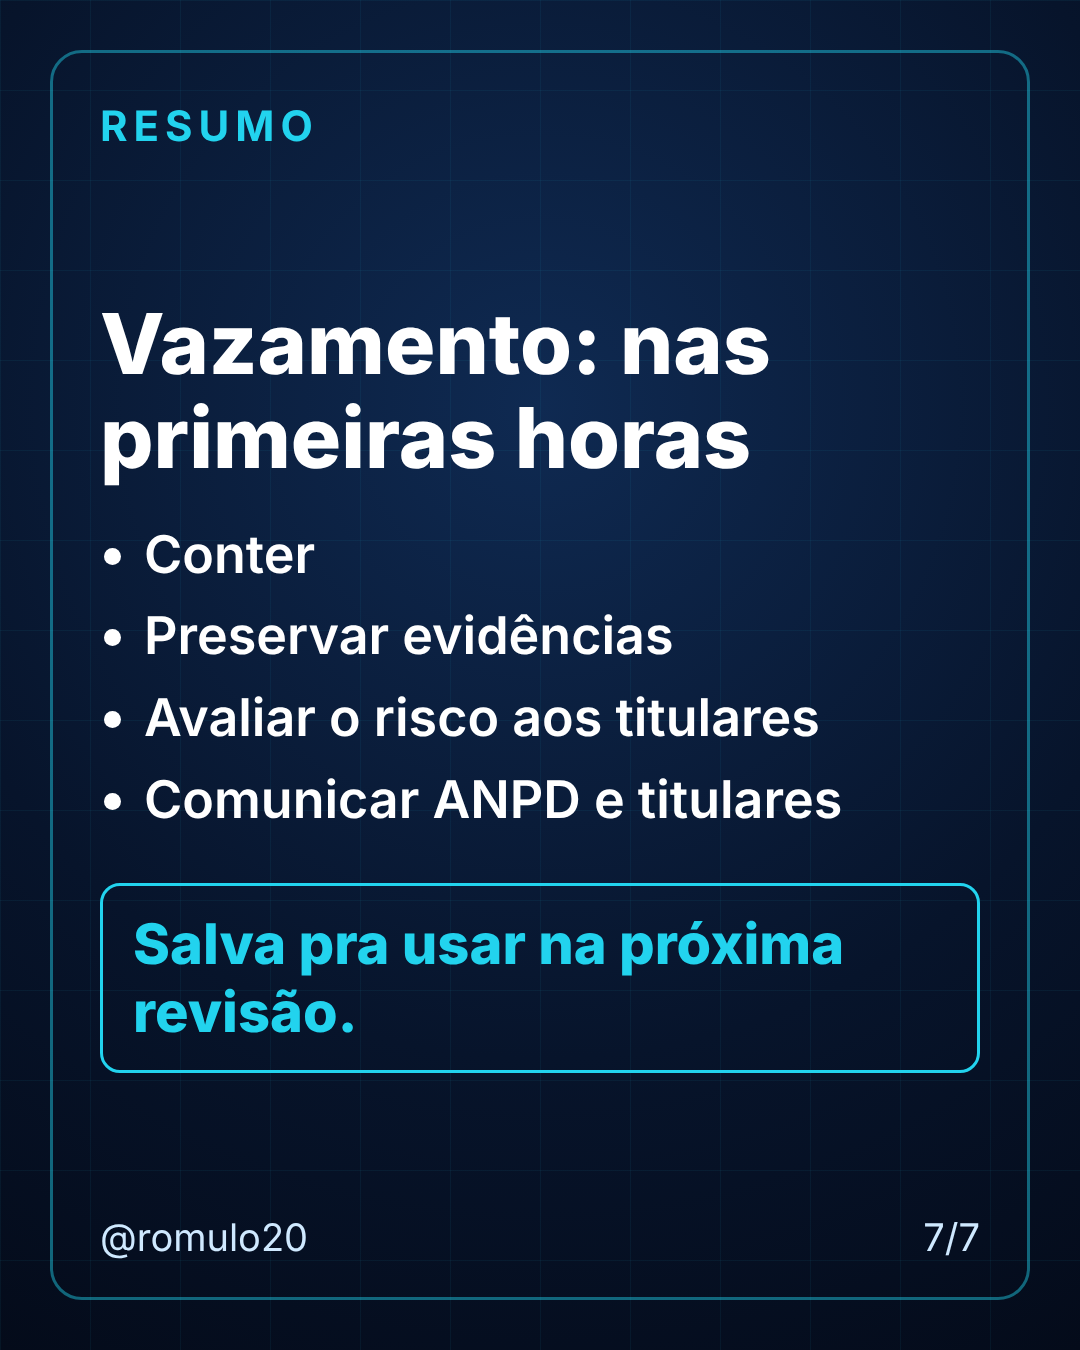 RESUMO
Vazamento: nas
primeiras horas
• Conter
• Preservar evidências
• Avaliar o risco aos titulares
• Comunicar ANPD e titulares
Salva pra usar na próxima
revisão.
@romulo20
7/7